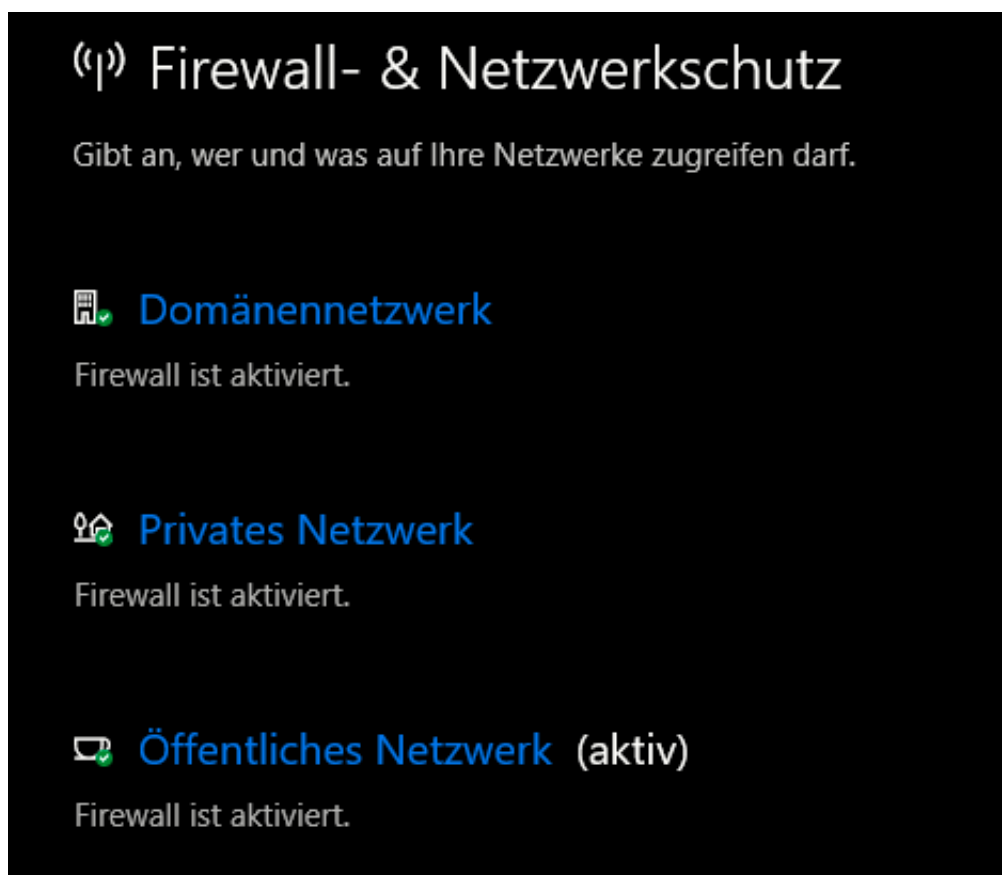 Firewall- & Netzwerkschutz
Gibt an, wer und was auf Ihre Netzwerke zugreifen darf.
Domänennetzwerk
Firewall ist aktiviert.
Privates Netzwerk
Firewall ist aktiviert.
Öffentliches Netzwerk (aktiv)
Firewall ist aktiviert.